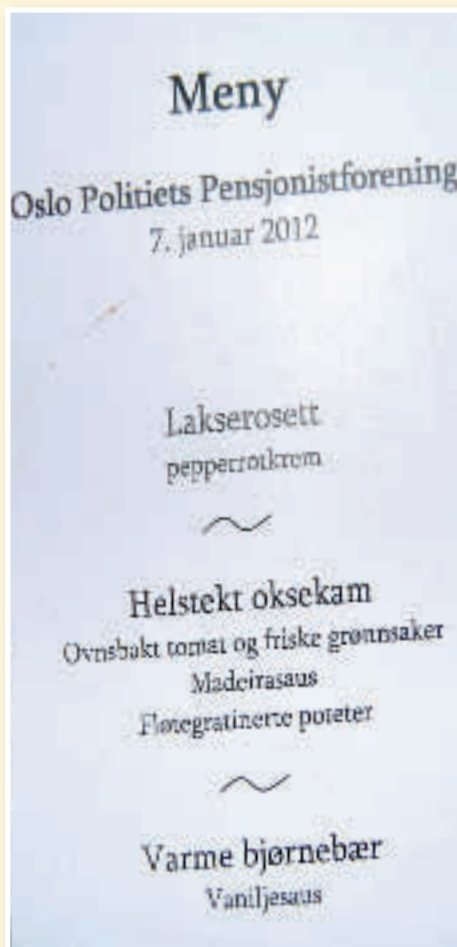 Meny
Oslo Politiets Pensjonistforening
7. januar 2012
Lakserosett
pepperrotkrem
Helstekt oksekam
Ovnsbakt tomat og friske grønnsaker
Madeirasaus
Fløtegratinerte poteter
Varme bjørnebær
Vaniljesaus